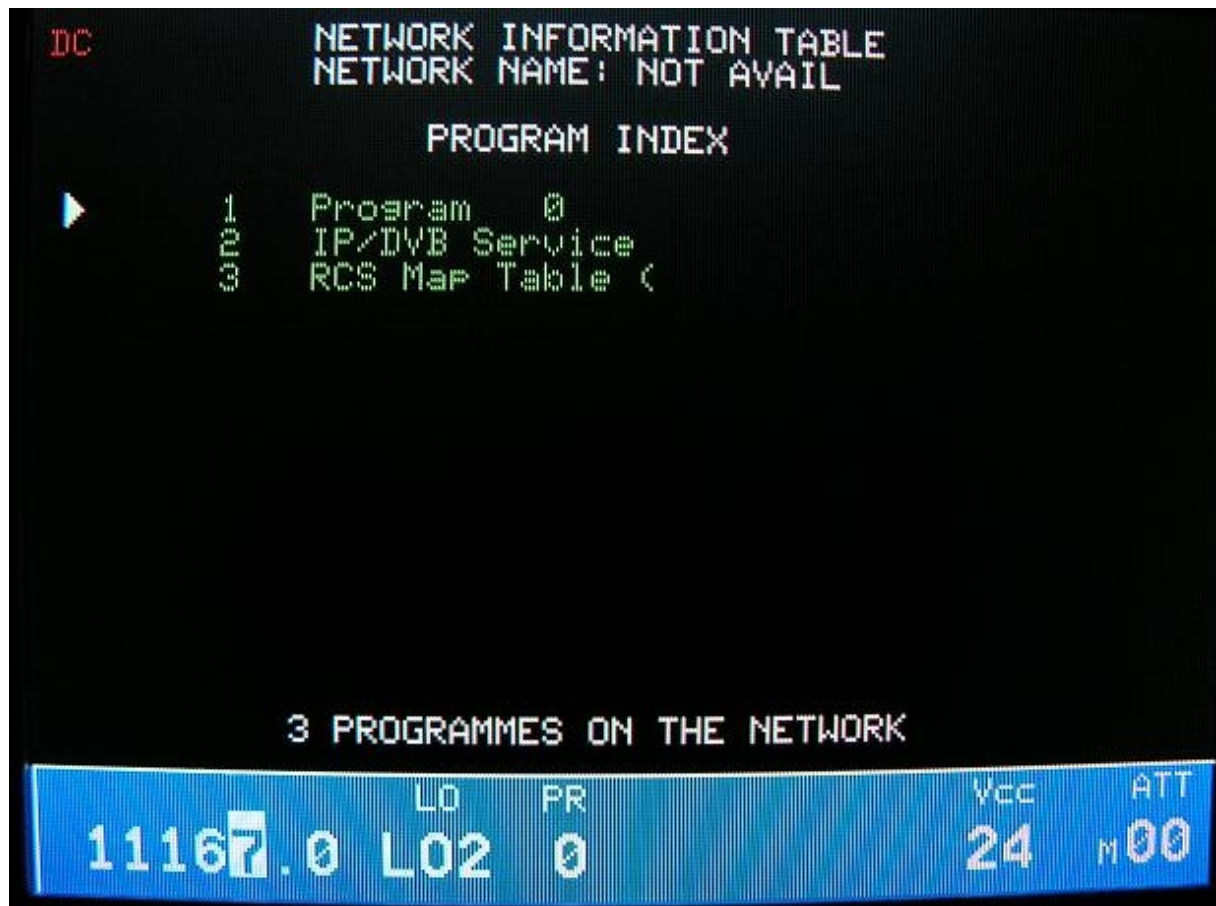 DC
NETWORK INFORMATION TABLE
NETWORK NAME: NOT AVAIL
PROGRAM INDEX
1 Program 0
2 IP/DVB Service
3 RCS Map Table (
3 PROGRAMMES ON THE NETWORK
LO PR Vcc ATT
11167.0 LO2 0 24 M00